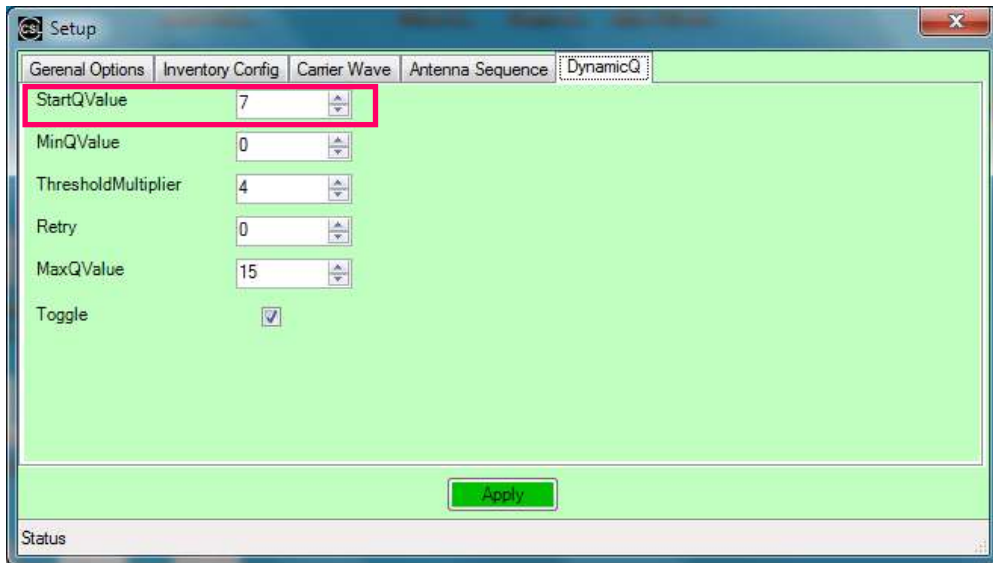 CSL Setup
Gerenal Options Inventory Config Carrier Wave Antenna Sequence DynamicQ
StartQValue 7
MinQValue 0
ThresholdMultiplier 4
Retry 0
MaxQValue 15
Toggle
Apply
Status